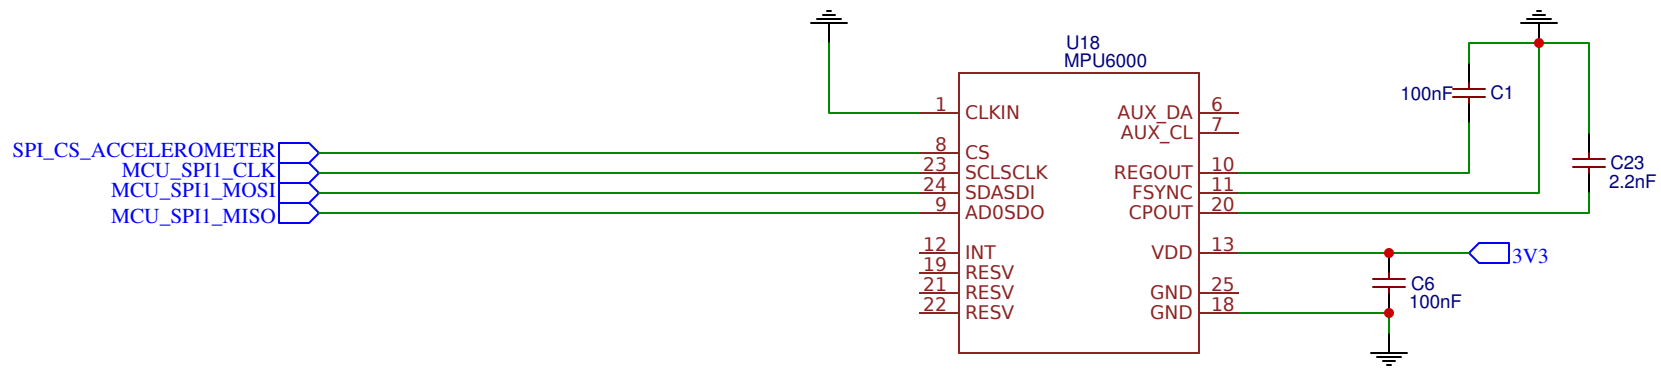 U18
MPU6000
1 CLKIN
8 CS
23 SCLSCLK
24 SDASDI
9 AD0SDO
12 INT
19 RESV
21 RESV
22 RESV
AUX_DA 6
AUX_CL 7
REGOUT 10
FSYNC 11
CPOUT 20
VDD 13
GND 25
GND 18
SPI_CS_ACCELEROMETER
MCU_SPI1_CLK
MCU_SPI1_MOSI
MCU_SPI1_MISO
100nF C1
C23
2.2nF
3V3
C6
100nF